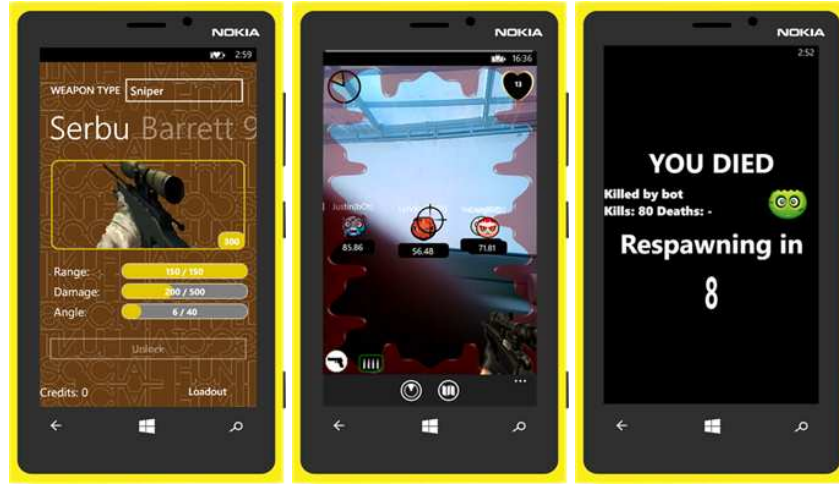 NOKIA
2:59
WEAPON TYPE Sniper
Serbu Barrett 9
300
Range: 150 / 150
Damage: 200 / 500
Angle: 6 / 40
Unlock
Credits: 0 Loadout
NOKIA
16:36
13
85.86 56.48 71.81
...
NOKIA
2:52
YOU DIED
Killed by bot
Kills: 80 Deaths: -
Respawning in
8